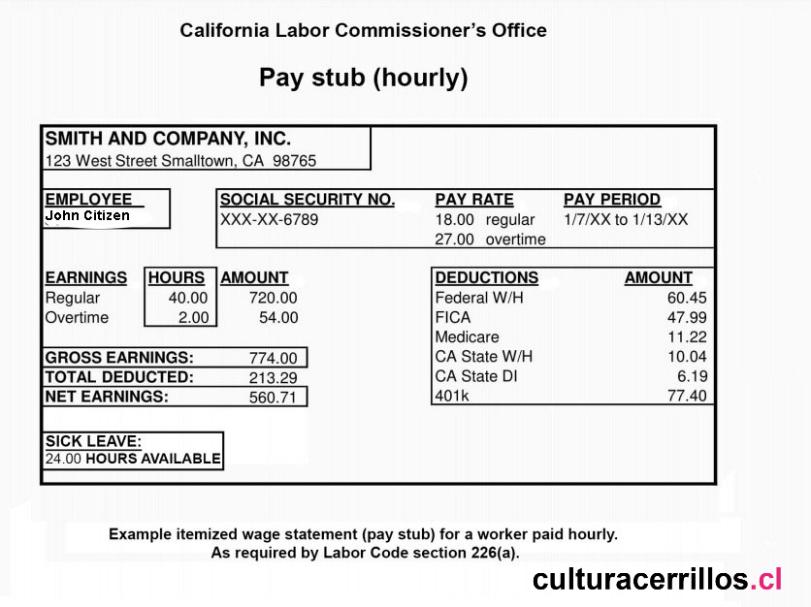 California Labor Commissioner's Office
Pay stub (hourly)
SMITH AND COMPANY, INC.
123 West Street Smalltown, CA 98765
EMPLOYEE SOCIAL SECURITY NO. PAY RATE PAY PERIOD
John Citizen XXX-XX-6789 18.00 regular 1/7/XX to 1/13/XX
27.00 overtime
EARNINGS HOURS AMOUNT DEDUCTIONS AMOUNT
Regular 40.00 720.00 Federal W/H 60.45
Overtime 2.00 54.00 FICA 47.99
Medicare 11.22
GROSS EARNINGS: 774.00 CA State W/H 10.04
TOTAL DEDUCTED: 213.29 CA State DI 6.19
NET EARNINGS: 560.71 401k 77.40
SICK LEAVE:
24.00 HOURS AVAILABLE
Example itemized wage statement (pay stub) for a worker paid hourly.
As required by Labor Code section 226(a).
culturacerrillos.cl